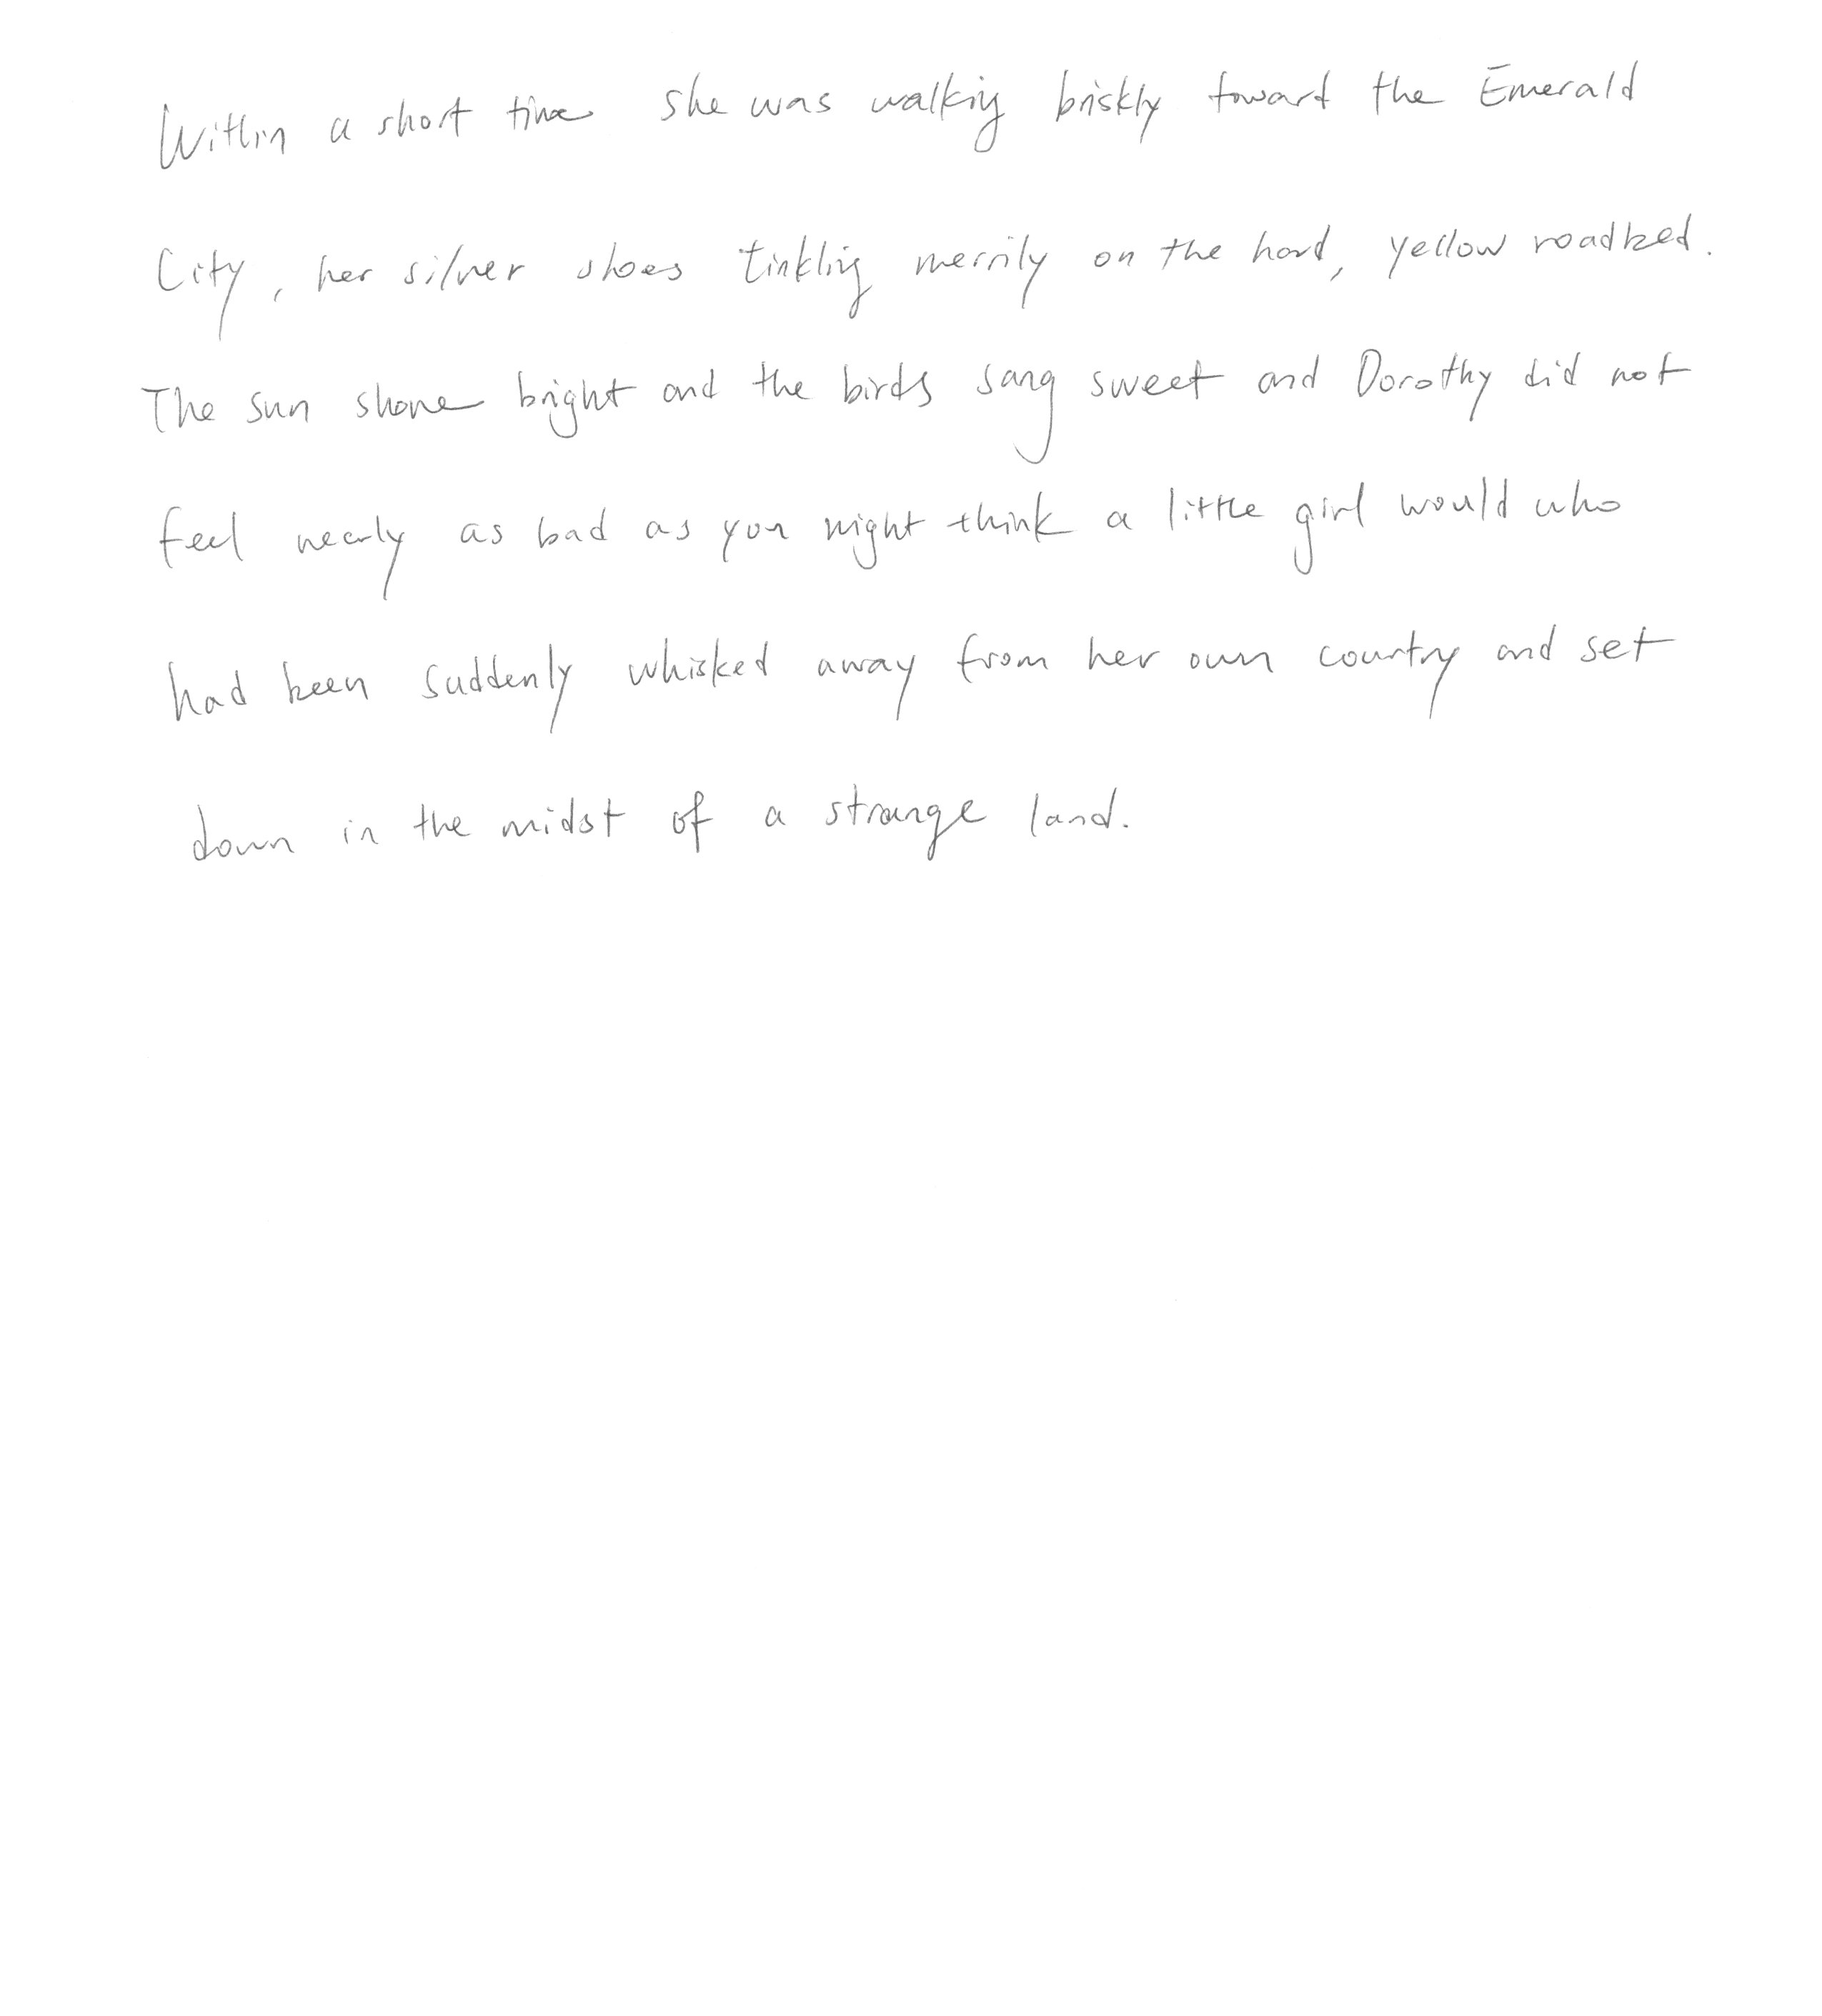 Within a short time she was walking briskly toward the Emerald
City, her silver shoes tinkling merrily on the hard, yellow roadbed.
The sun shone bright and the birds sang sweet and Dorothy did not
feel nearly as bad as you might think a little girl would who
had been suddenly whisked away from her own country and set
down in the midst of a strange land.